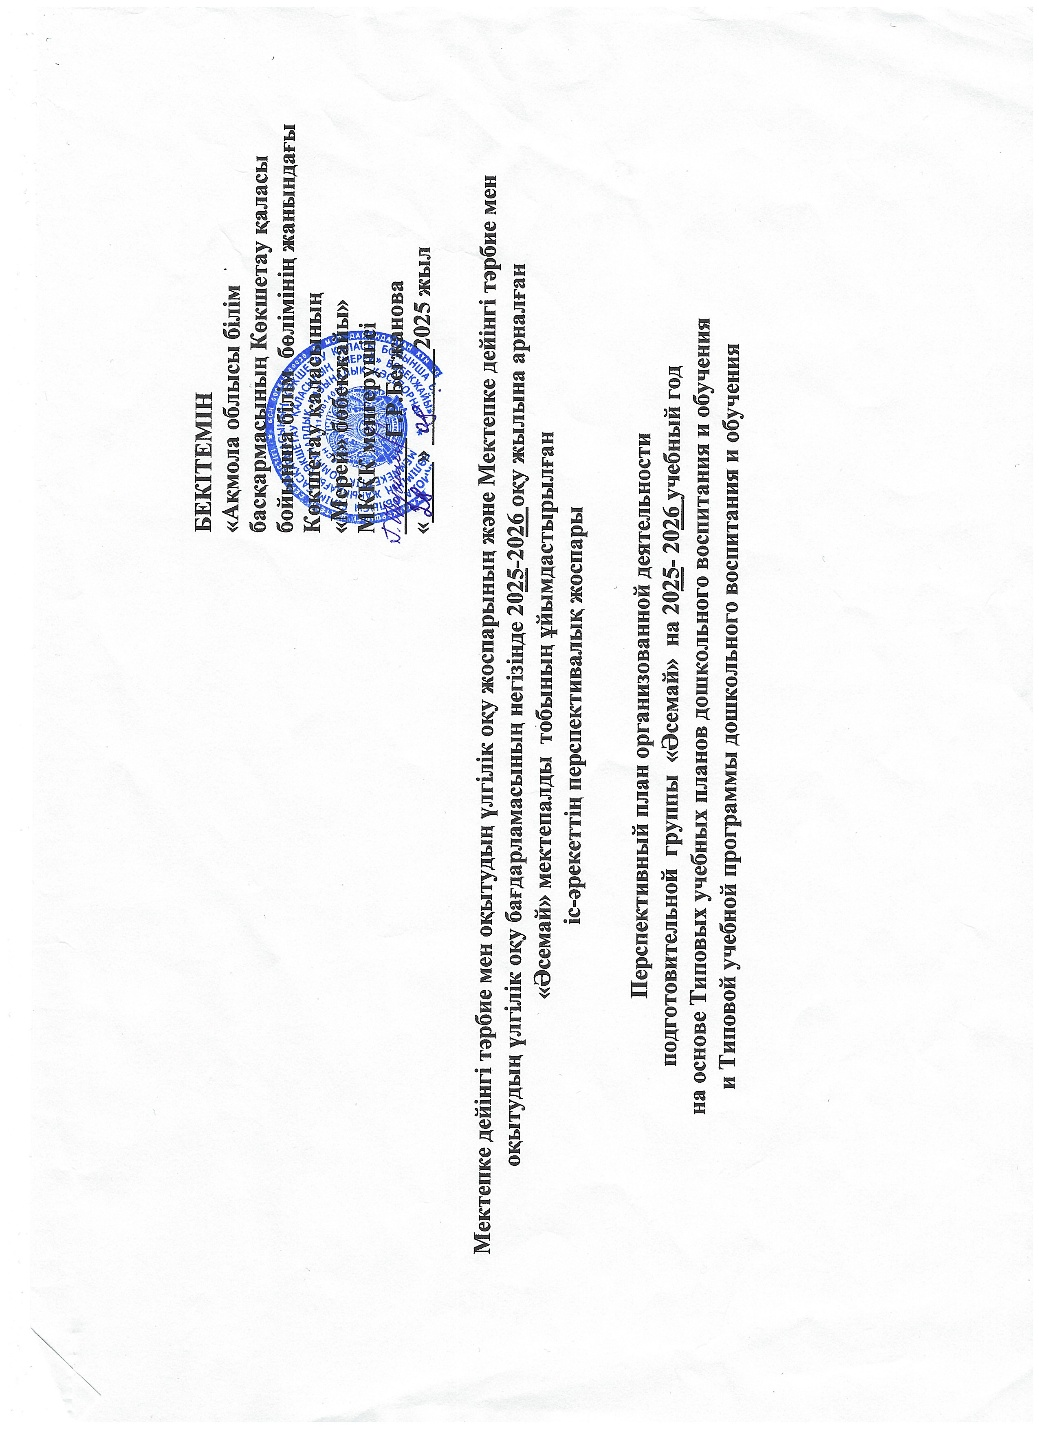 БЕКІТЕМІН
«Ақмола облысы білім
басқармасының Көкшетау қаласы
бойынша білім бөлімінің жанындағы
Көкшетау қаласының
«Мерей» бөбекжайы»
МКҚК меңгерушісі
Г.Р.Бегжанова
« » 2025 жыл
Мектепке дейінгі тәрбие мен оқытудың үлгілік оқу жоспарының және Мектепке дейінгі тәрбие мен
оқытудың үлгілік оқу бағдарламасының негізінде 2025-2026 оқу жылына арналған
«Әсемай» мектепалды тобының ұйымдастырылған
іс-әрекеттің перспективалық жоспары
Перспективный план организованной деятельности
подготовительной группы «Әсемай» на 2025- 2026 учебный год
на основе Типовых учебных планов дошкольного воспитания и обучения
и Типовой учебной программы дошкольного воспитания и обучения